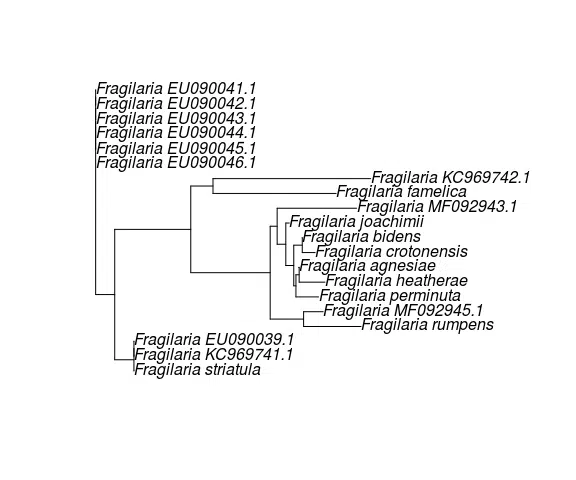 Fragilaria EU090041.1
Fragilaria EU090042.1
Fragilaria EU090043.1
Fragilaria EU090044.1
Fragilaria EU090045.1
Fragilaria EU090046.1
Fragilaria KC969742.1
Fragilaria famelica
Fragilaria MF092943.1
Fragilaria joachimii
Fragilaria bidens
Fragilaria crotonensis
Fragilaria agnesiae
Fragilaria heatherae
Fragilaria perminuta
Fragilaria MF092945.1
Fragilaria rumpens
Fragilaria EU090039.1
Fragilaria KC969741.1
Fragilaria striatula